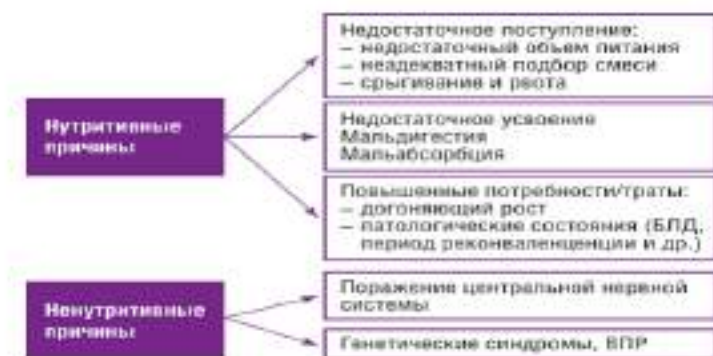 Нутритивные
причины
Недостаточное поступление:
– недостаточный объем питания
– неадекватный подбор смеси
– срыгивание и рвота
Недостаточное усвоение
Мальдигестия
Мальабсорбция
Повышенные потребности/траты:
– догоняющий рост
– патологические состояния (БЛД,
период реконваленценции и др.)
Ненутритивные
причины
Поражение центральной нервной
системы
Генетические синдромы, ВПР